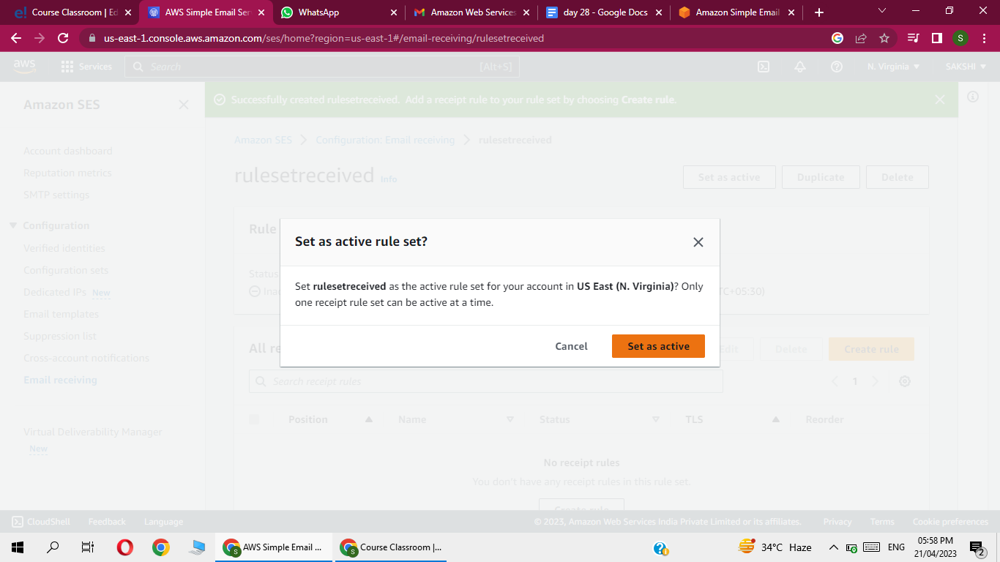 Course Classroom | Ed
AWS Simple Email Ser
WhatsApp
Amazon Web Services
day 28 - Google Docs
Amazon Simple Email
us-east-1.console.aws.amazon.com/ses/home?region=us-east-1#/email-receiving/rulesetreceived
S
aws
Services
Search
[Alt+S]
N. Virginia
SAKSHI
Amazon SES
Successfully created rulesetreceived. Add a receipt rule to your rule set by choosing Create rule.
Amazon SES
Configuration: Email receiving
rulesetreceived
Account dashboard
Reputation metrics
SMTP settings
rulesetreceived Info
Set as active
Duplicate
Delete
Configuration
Verified identities
Configuration sets
Dedicated IPs New
Email templates
Suppression list
Cross-account notifications
Email receiving
Virtual Deliverability Manager
New
Rule
Status
Ina
TC+05:30)
Set as active rule set?
Set rulesetreceived as the active rule set for your account in US East (N. Virginia)? Only
one receipt rule set can be active at a time.
Cancel
Set as active
All re
Edit
Delete
Create rule
Search receipt rules
1
Position
Name
Status
TLS
Reorder
No receipt rules
You don't have any receipt rules in this rule set.
Create rule
CloudShell
Feedback
Language
© 2023, Amazon Web Services India Private Limited or its affiliates.
Privacy
Terms
Cookie preferences
AWS Simple Email ...
Course Classroom |...
34°C Haze
ENG
05:58 PM
21/04/2023
2